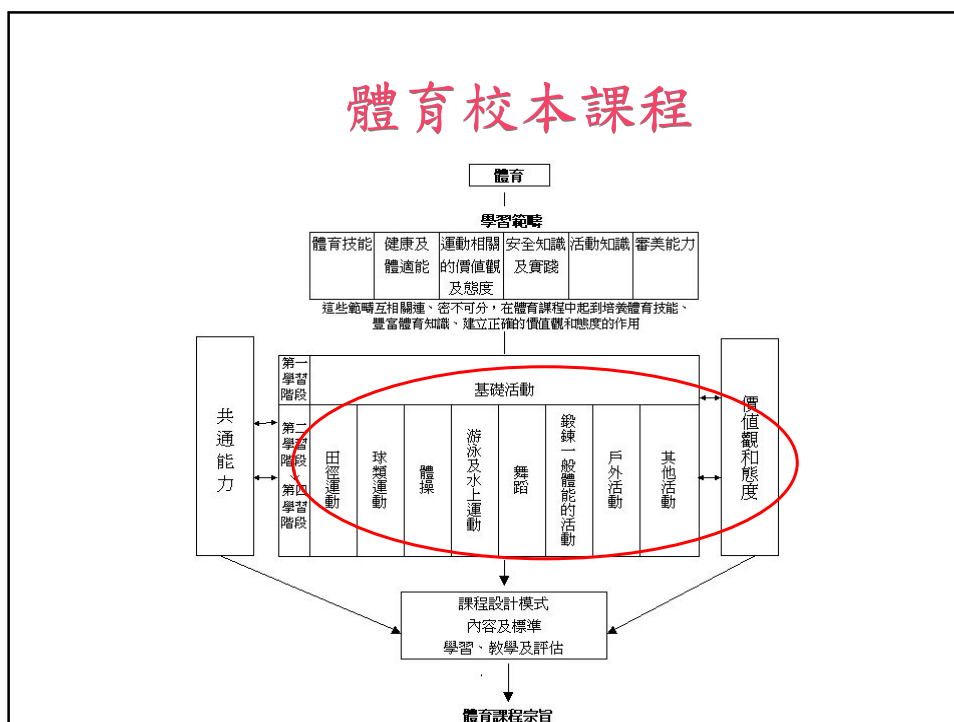 體育校本課程
體育
學習範疇
體育技能
健康及
體適能
運動相關
的價值觀
及態度
安全知識
及實踐
活動知識
審美能力
這些範疇互相關連、密不可分，在體育課程中起到培養體育技能、
豐富體育知識、建立正確的價值觀和態度的作用
共通能力
第一
學習
階段
基礎活動
第二
學習
階段
第四
學習
階段
田徑運動
球類運動
體操
游泳及水上運動
舞蹈
鍛鍊一般體能的活動
戶外活動
其他活動
價值觀和態度
課程設計模式
內容及標準
學習、教學及評估
體育課程宗旨